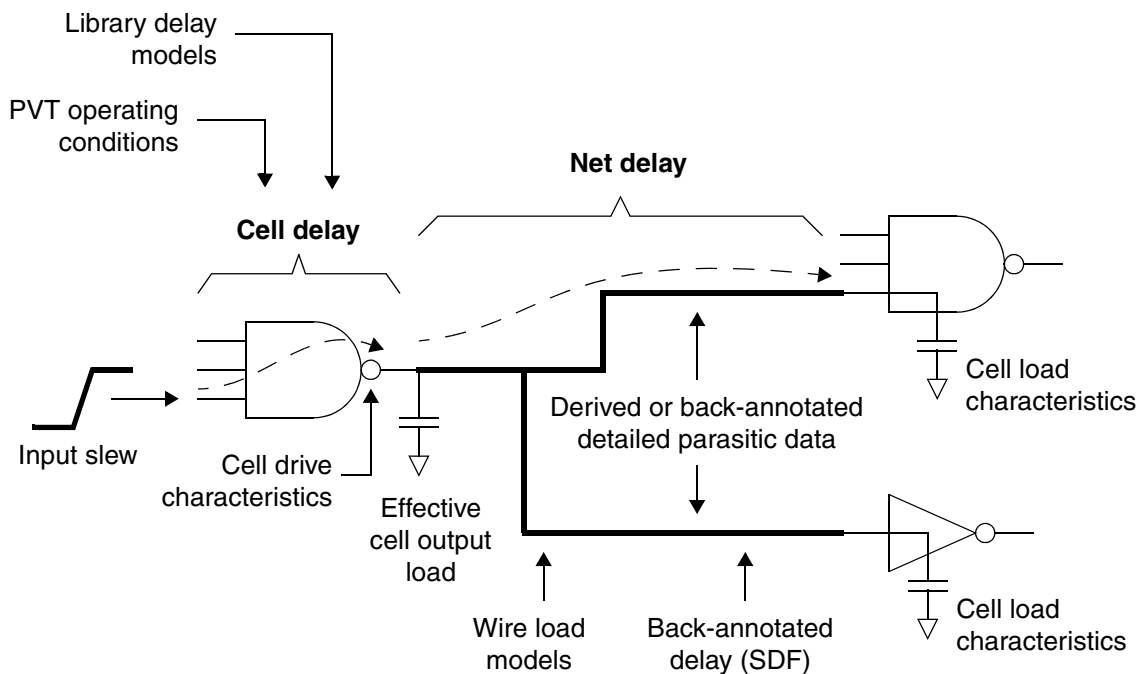 Library delay
models
PVT operating
conditions
Net delay
Cell delay
Input slew
Cell drive
characteristics
Effective
cell output
load
Derived or back-annotated
detailed parasitic data
Cell load
characteristics
Wire load
models
Back-annotated
delay (SDF)
Cell load
characteristics